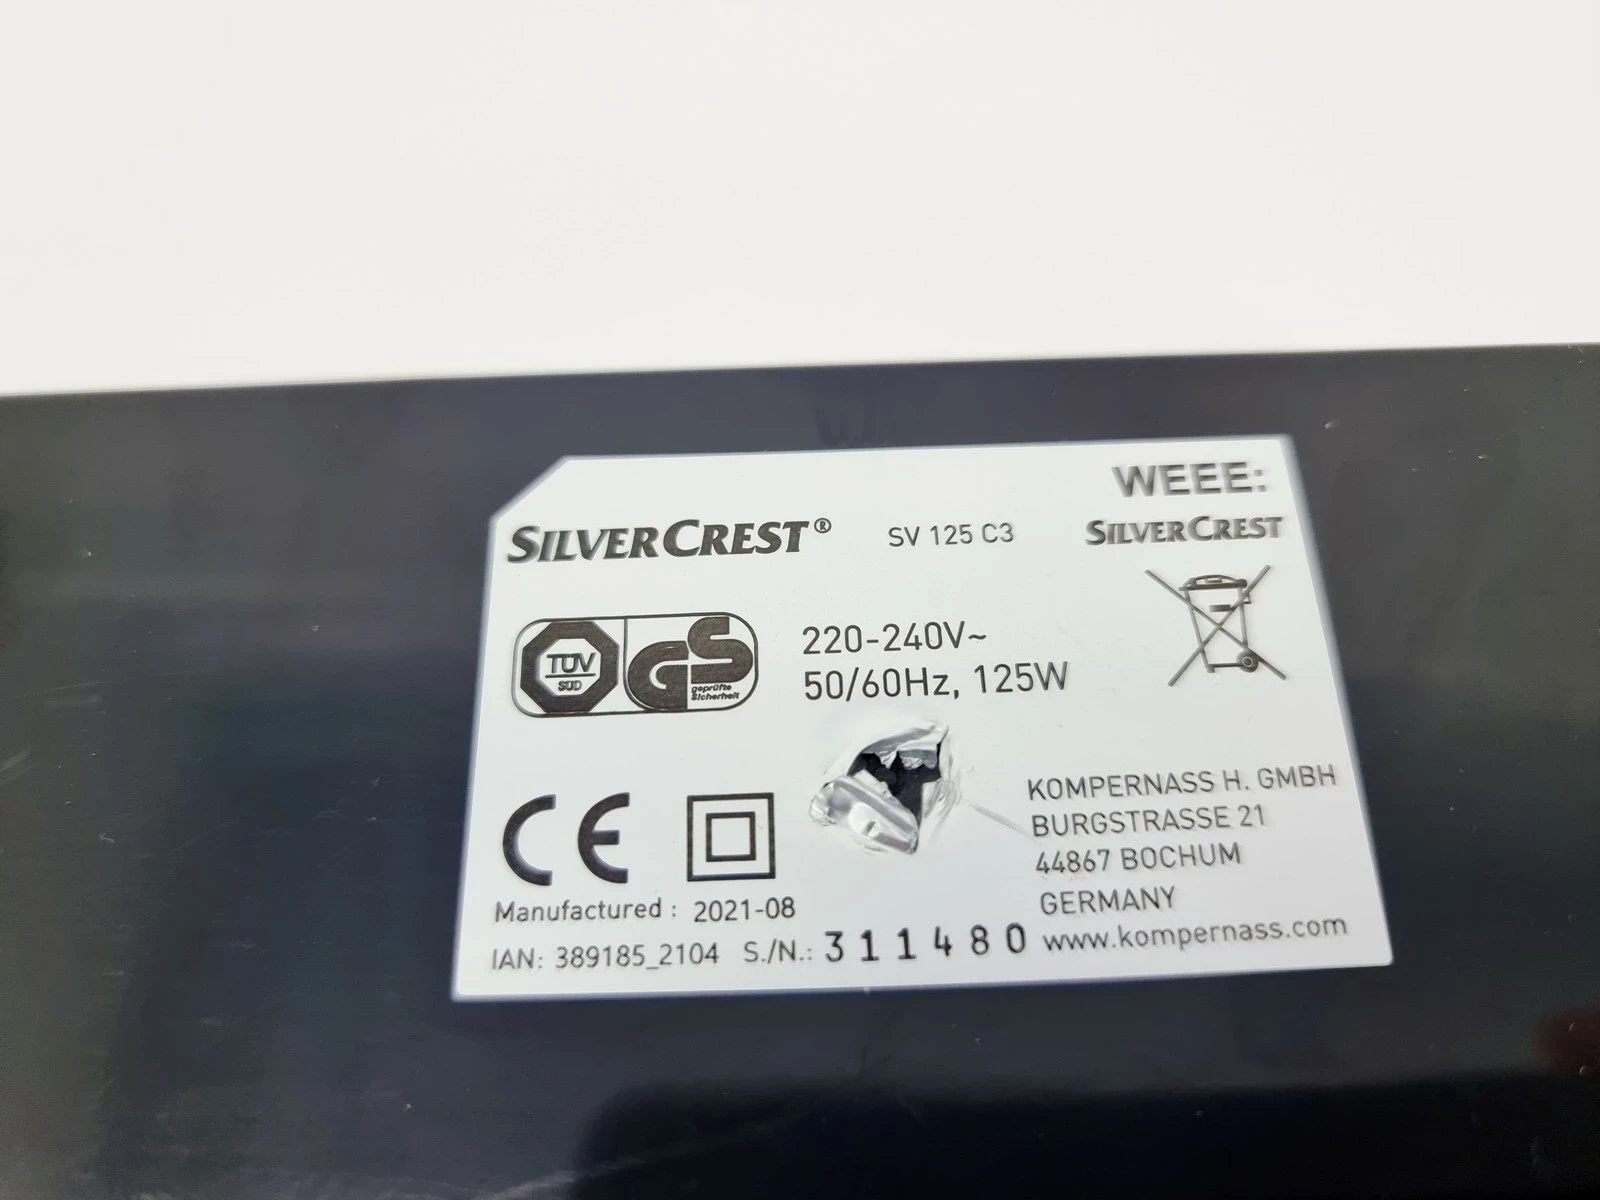 WEEE:
SILVERCREST® SV 125 C3 SILVERCREST
TÜV
SÜD
GS
geprüfte
Sicherheit
220-240V~
50/60Hz, 125W
CE
KOMPERNASS H. GMBH
BURGSTRASSE 21
44867 BOCHUM
GERMANY
www.kompernass.com
Manufactured : 2021-08
IAN: 389185_2104 S./N.: 311480